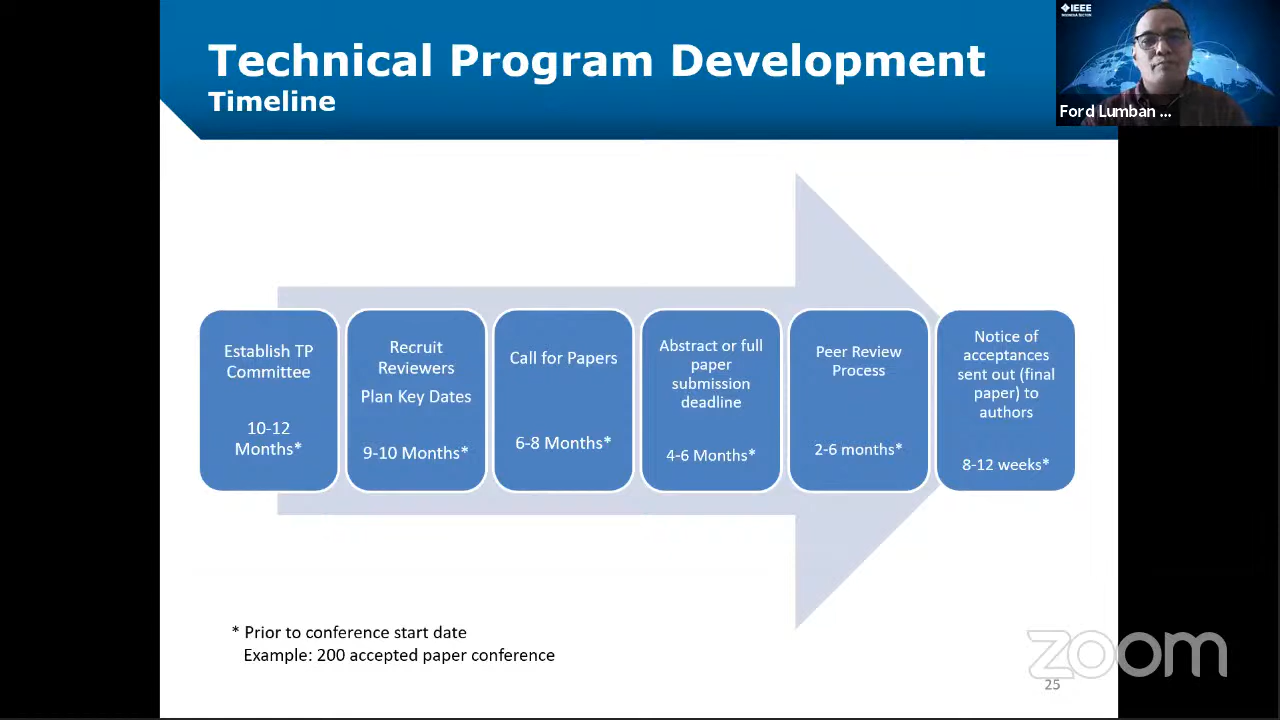 Technical Program Development
Timeline
IEEE
Ford Lumban ...
Establish TP
Committee
10-12
Months*
Recruit
Reviewers
Plan Key Dates
9-10 Months*
Call for Papers
6-8 Months*
Abstract or full
paper
submission
deadline
4-6 Months*
Peer Review
Process
2-6 months*
Notice of
acceptances
sent out (final
paper) to
authors
8-12 weeks*
* Prior to conference start date
Example: 200 accepted paper conference
zoom
25